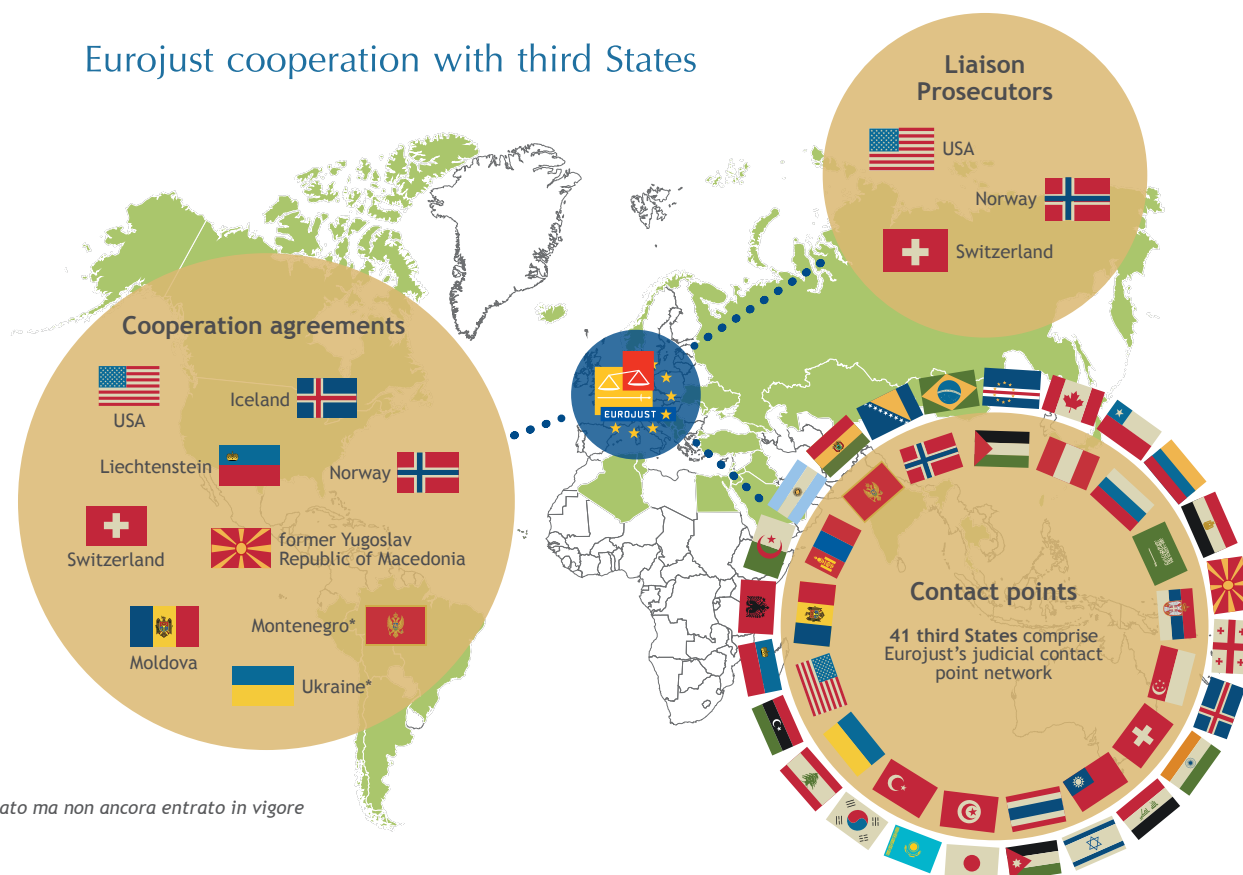 Eurojust cooperation with third States
Liaison
Prosecutors
USA
Norway
Switzerland
Cooperation agreements
USA
Iceland
Liechtenstein
Norway
Switzerland
former Yugoslav
Republic of Macedonia
Moldova
Montenegro*
Ukraine*
EUROJUST
Contact points
41 third States comprise
Eurojust's judicial contact
point network
ma non ancora entrato in vigore